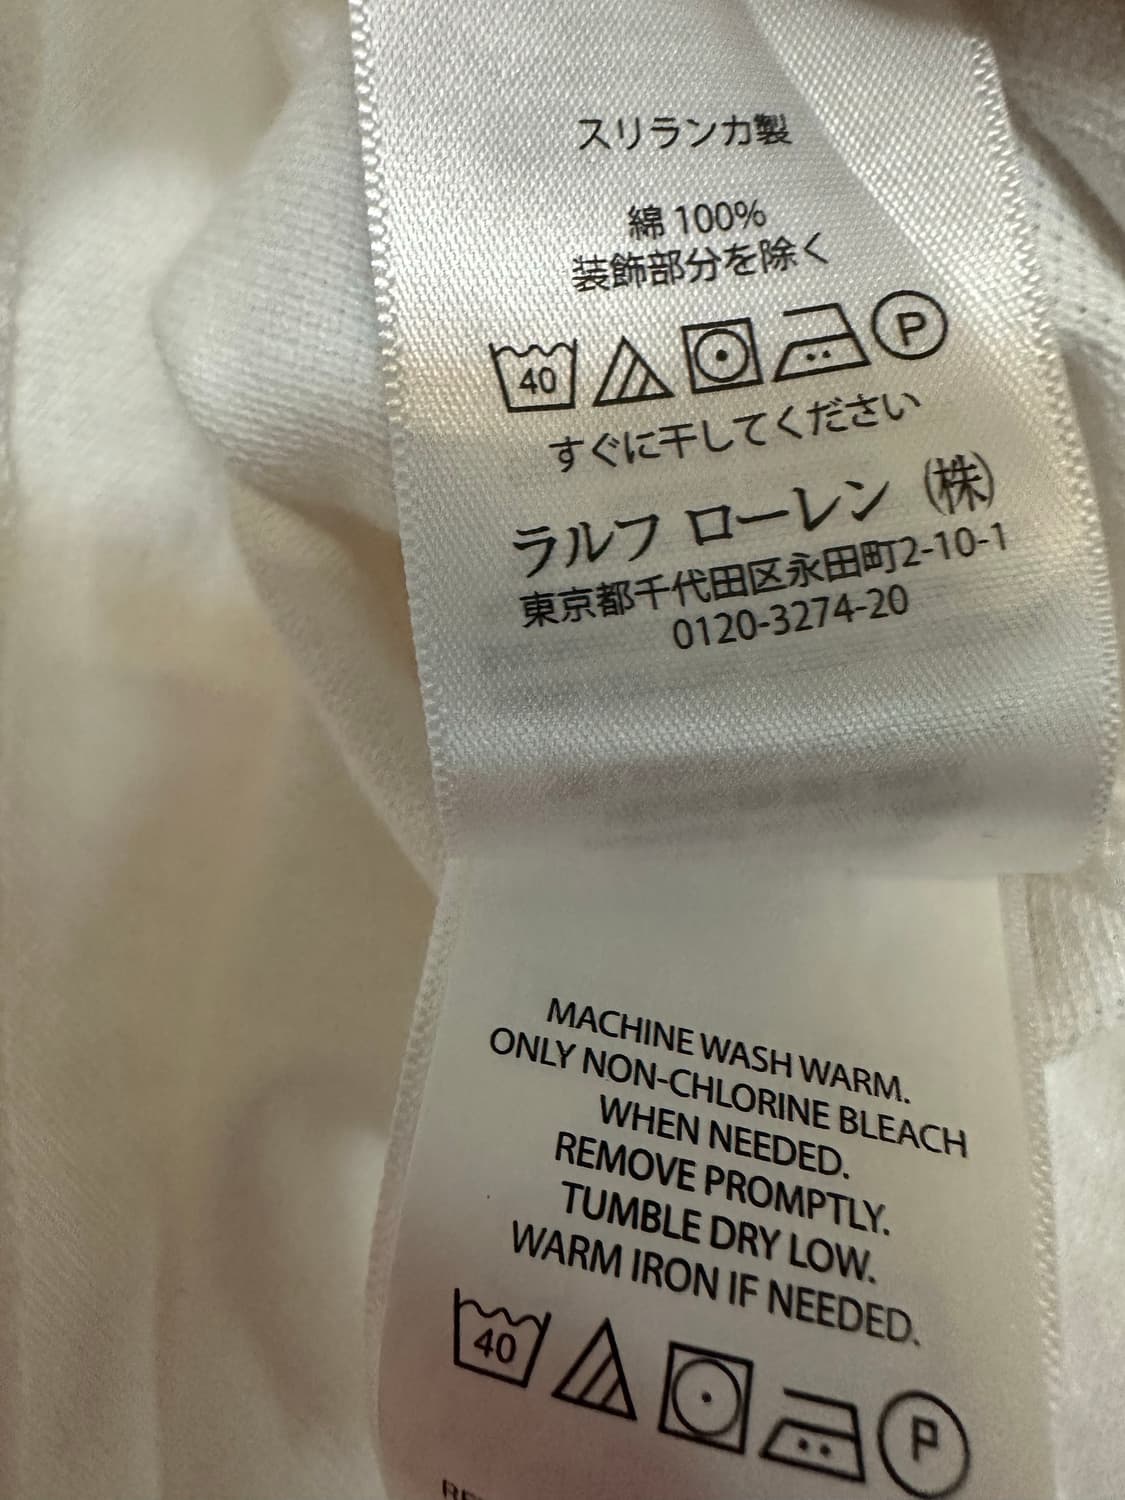 スリランカ製
綿 100%
装飾部分を除く
40 P
すぐに干してください
ラルフ ローレン (株)
東京都千代田区永田町2-10-1
0120-3274-20
MACHINE WASH WARM.
ONLY NON-CHLORINE BLEACH
WHEN NEEDED.
REMOVE PROMPTLY.
TUMBLE DRY LOW.
WARM IRON IF NEEDED.
40 P